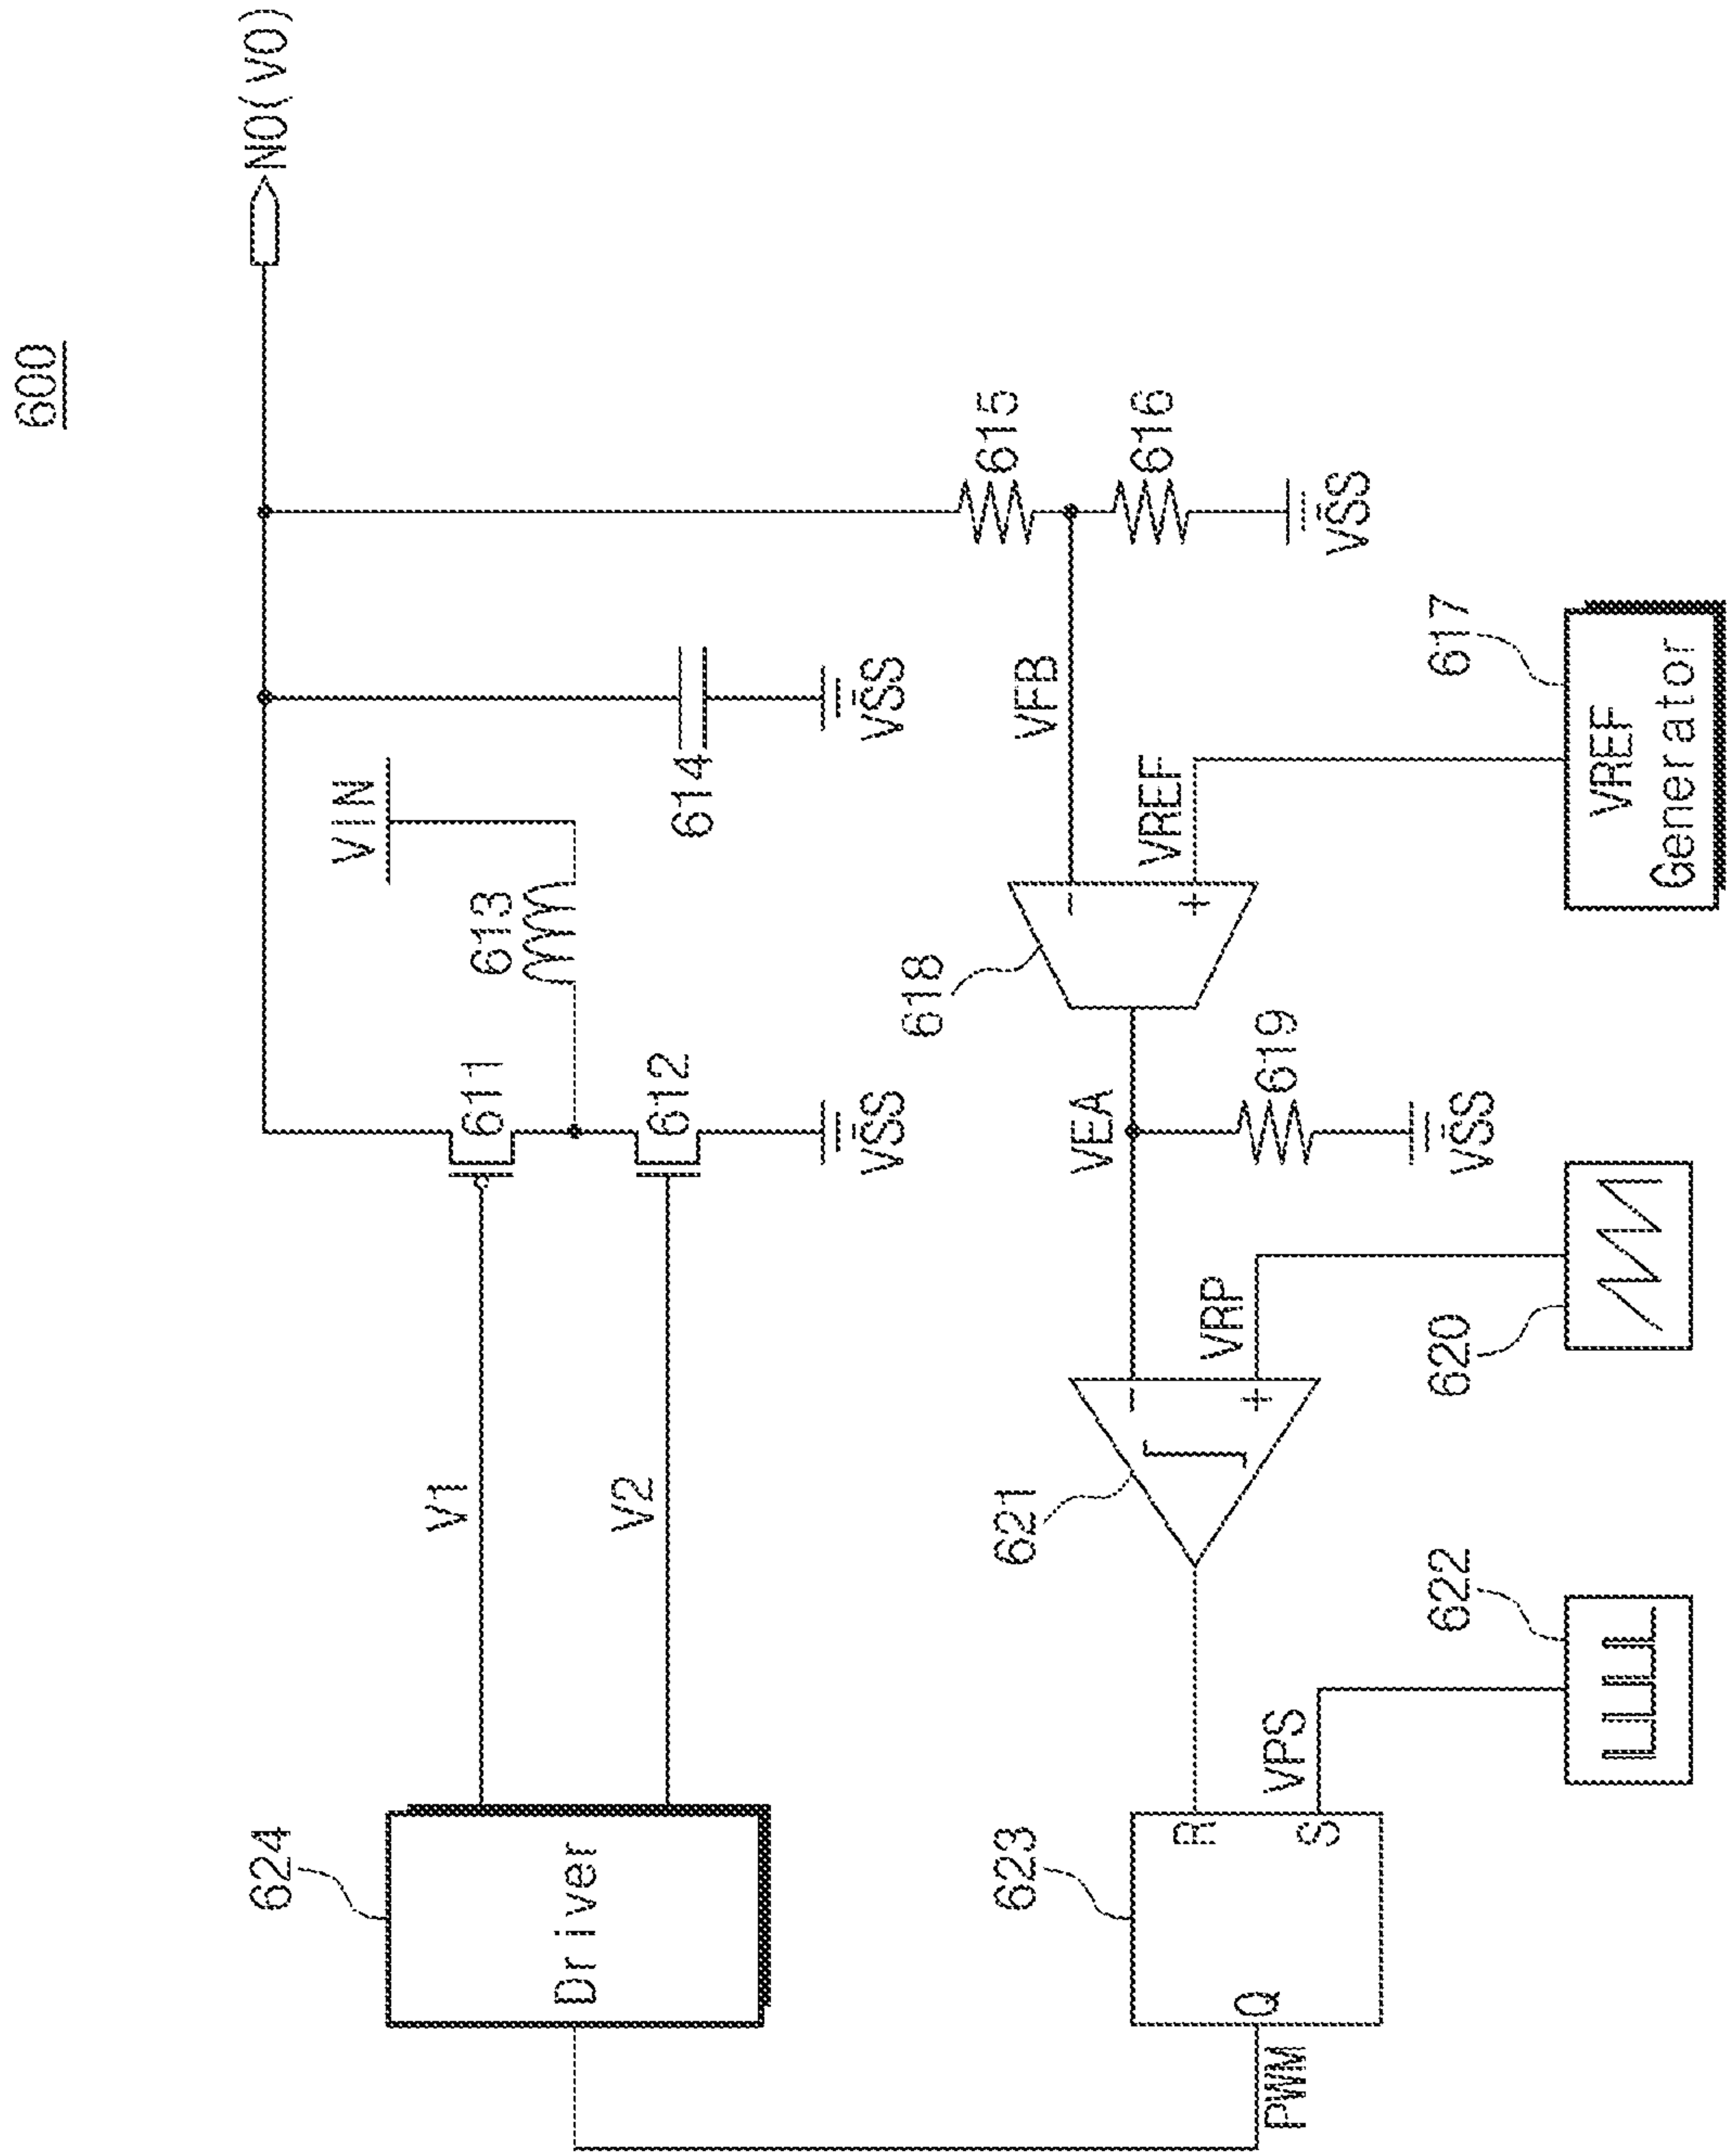 600
NO(VO)
624
Driver
V1
V2
611
612
VSS
613
VIN
614
VSS
615
616
VSS
VFB
VREF
617
VREF
Generator
618
VEA
619
VSS
VRP
620
621
622
VPS
623
R
S
Q
PWM
-
+
-
+